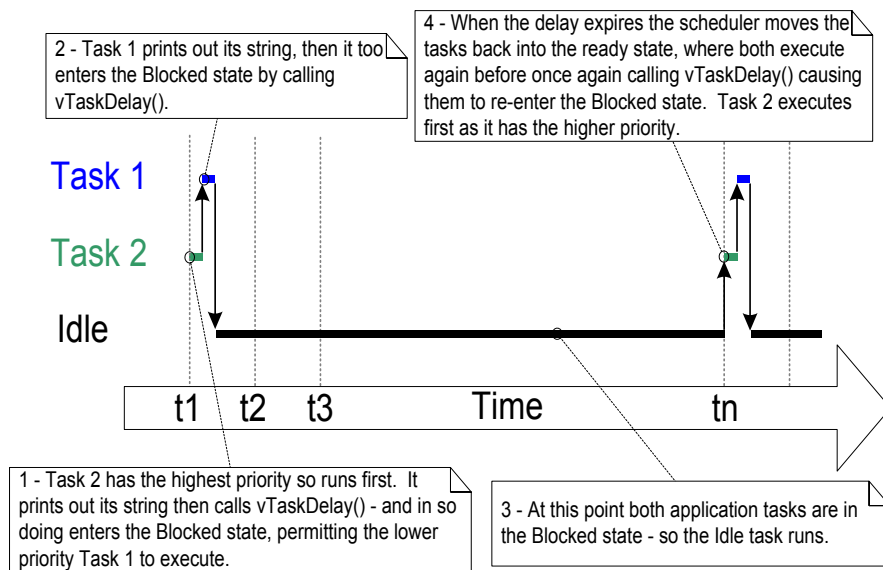 2 - Task 1 prints out its string, then it too
enters the Blocked state by calling
vTaskDelay().
4 - When the delay expires the scheduler moves the
tasks back into the ready state, where both execute
again before once again calling vTaskDelay() causing
them to re-enter the Blocked state.  Task 2 executes
first as it has the higher priority.
Task 1
Task 2
Idle
t1 t2 t3 Time tn
1 - Task 2 has the highest priority so runs first.  It
prints out its string then calls vTaskDelay() - and in so
doing enters the Blocked state, permitting the lower
priority Task 1 to execute.
3 - At this point both application tasks are in
the Blocked state - so the Idle task runs.